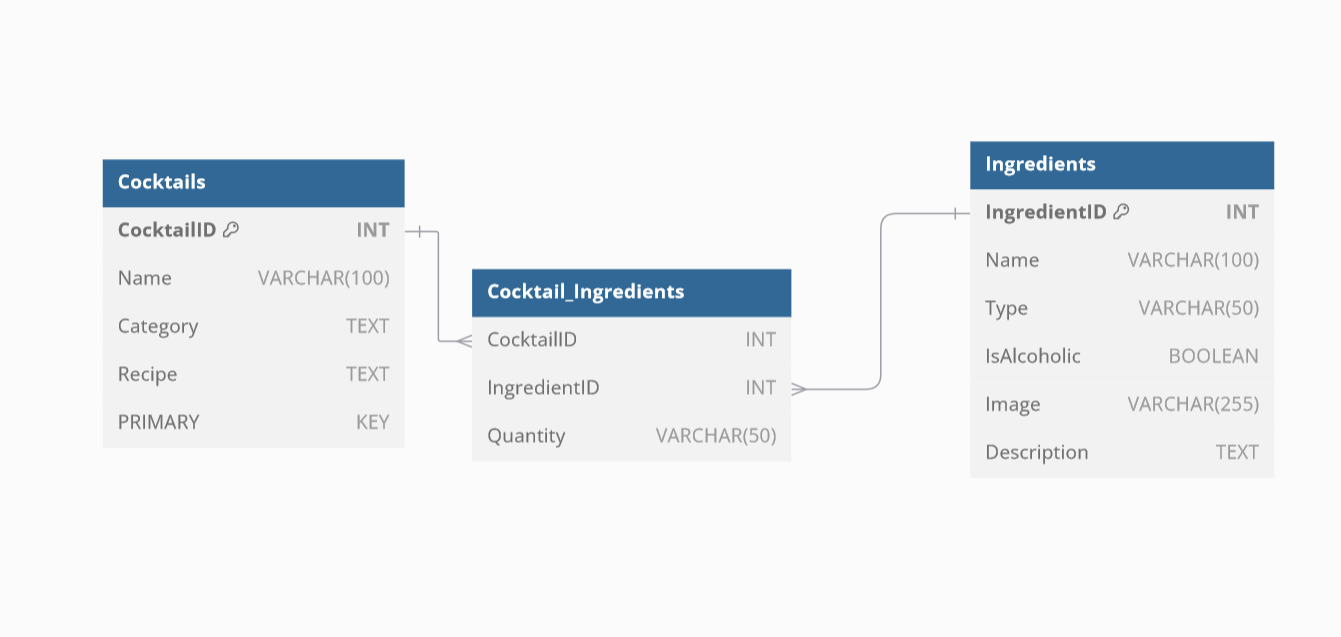 Cocktails
CocktailID INT
Name VARCHAR(100)
Category TEXT
Recipe TEXT
PRIMARY KEY
Cocktail_Ingredients
CocktailID INT
IngredientID INT
Quantity VARCHAR(50)
Ingredients
IngredientID INT
Name VARCHAR(100)
Type VARCHAR(50)
IsAlcoholic BOOLEAN
Image VARCHAR(255)
Description TEXT